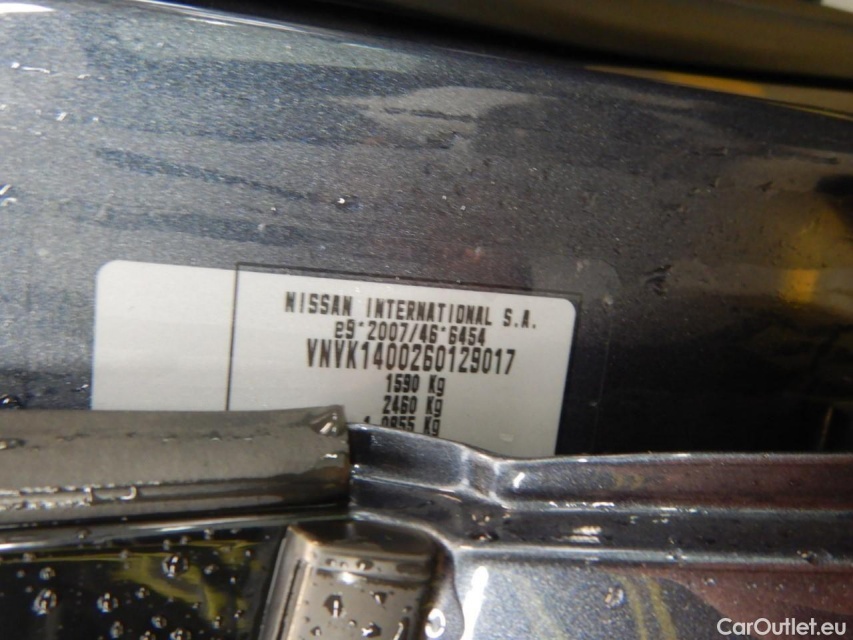 NISSAN INTERNATIONAL S.A.
e9*2007/46*6454
VNVK1400260129017
1590 Kg
2460 Kg
CarOutlet.eu